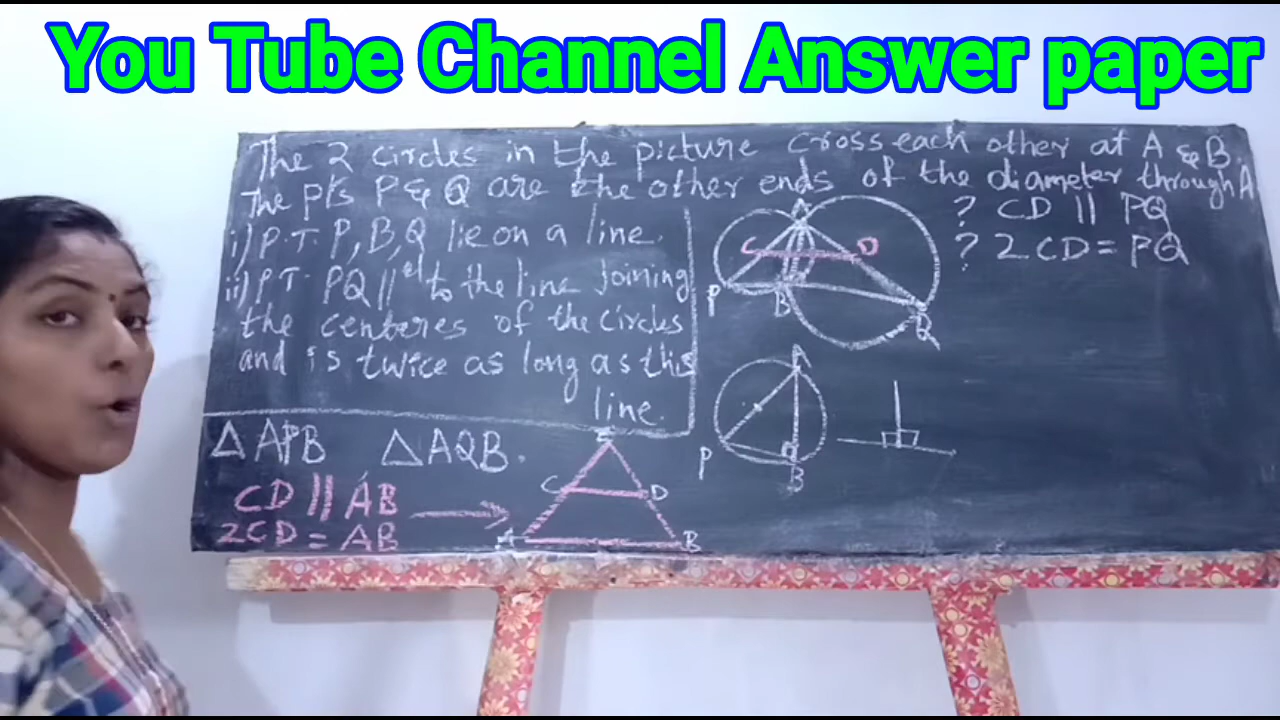 You Tube Channel Answer paper
The 2 circles in the picture cross each other at A & B.
The pts P & Q are the other ends of the diameter through A
i) P.T. P, B, Q lie on a line.
ii) P.T. PQ ||el to the line joining
the centeres of the circles
and is twice as long as this
line.
? CD || PQ
? 2CD = PQ
A
C
D
P
B
Q
A
P
B
△APB △AQB.
CD || AB
2CD = AB
E
C
D
A
B